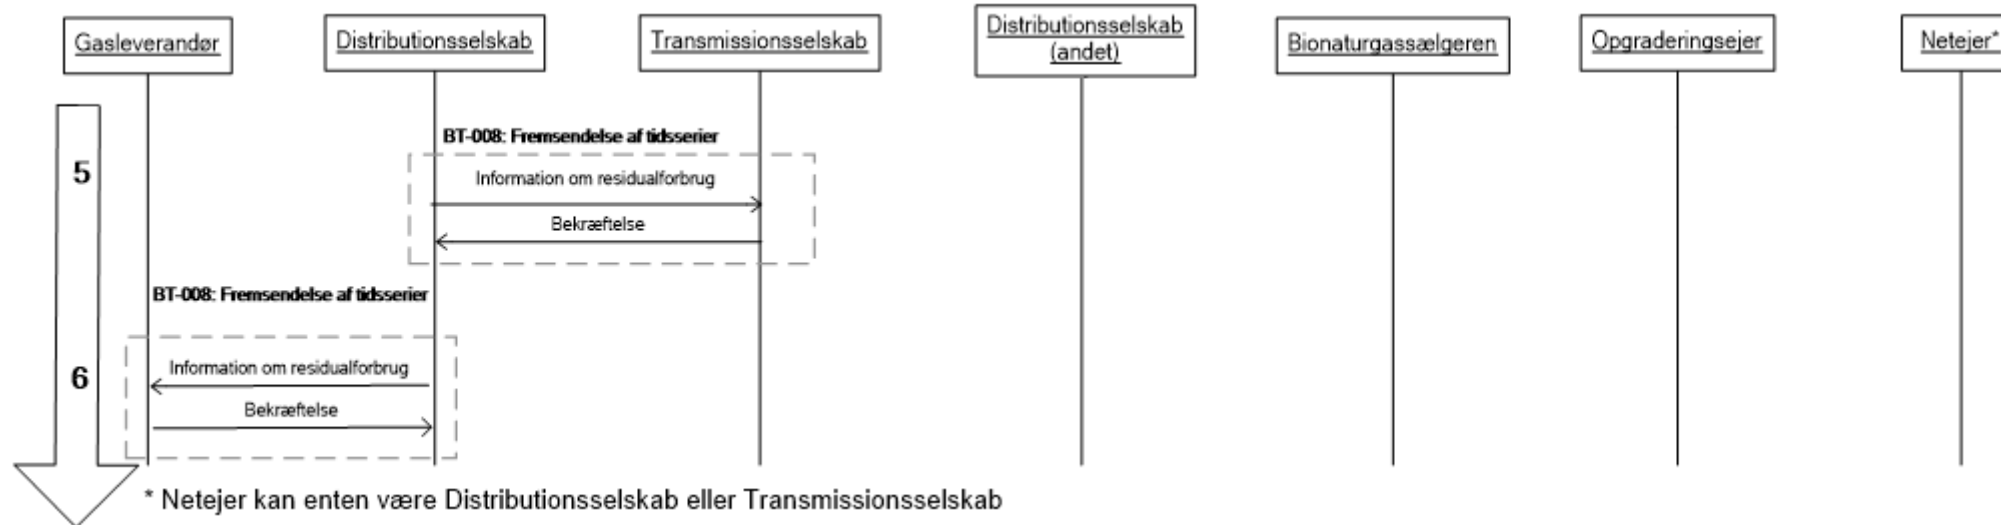 Gasleverandør
Distributionsselskab
Transmissionsselskab
Distributionsselskab
(andet)
Bionaturgassælgeren
Opgraderingsejer
Netejer*
BT-008: Fremsendelse af tidsserier
5
Information om residualforbrug
Bekræftelse
BT-008: Fremsendelse af tidsserier
6
Information om residualforbrug
Bekræftelse
* Netejer kan enten være Distributionsselskab eller Transmissionsselskab